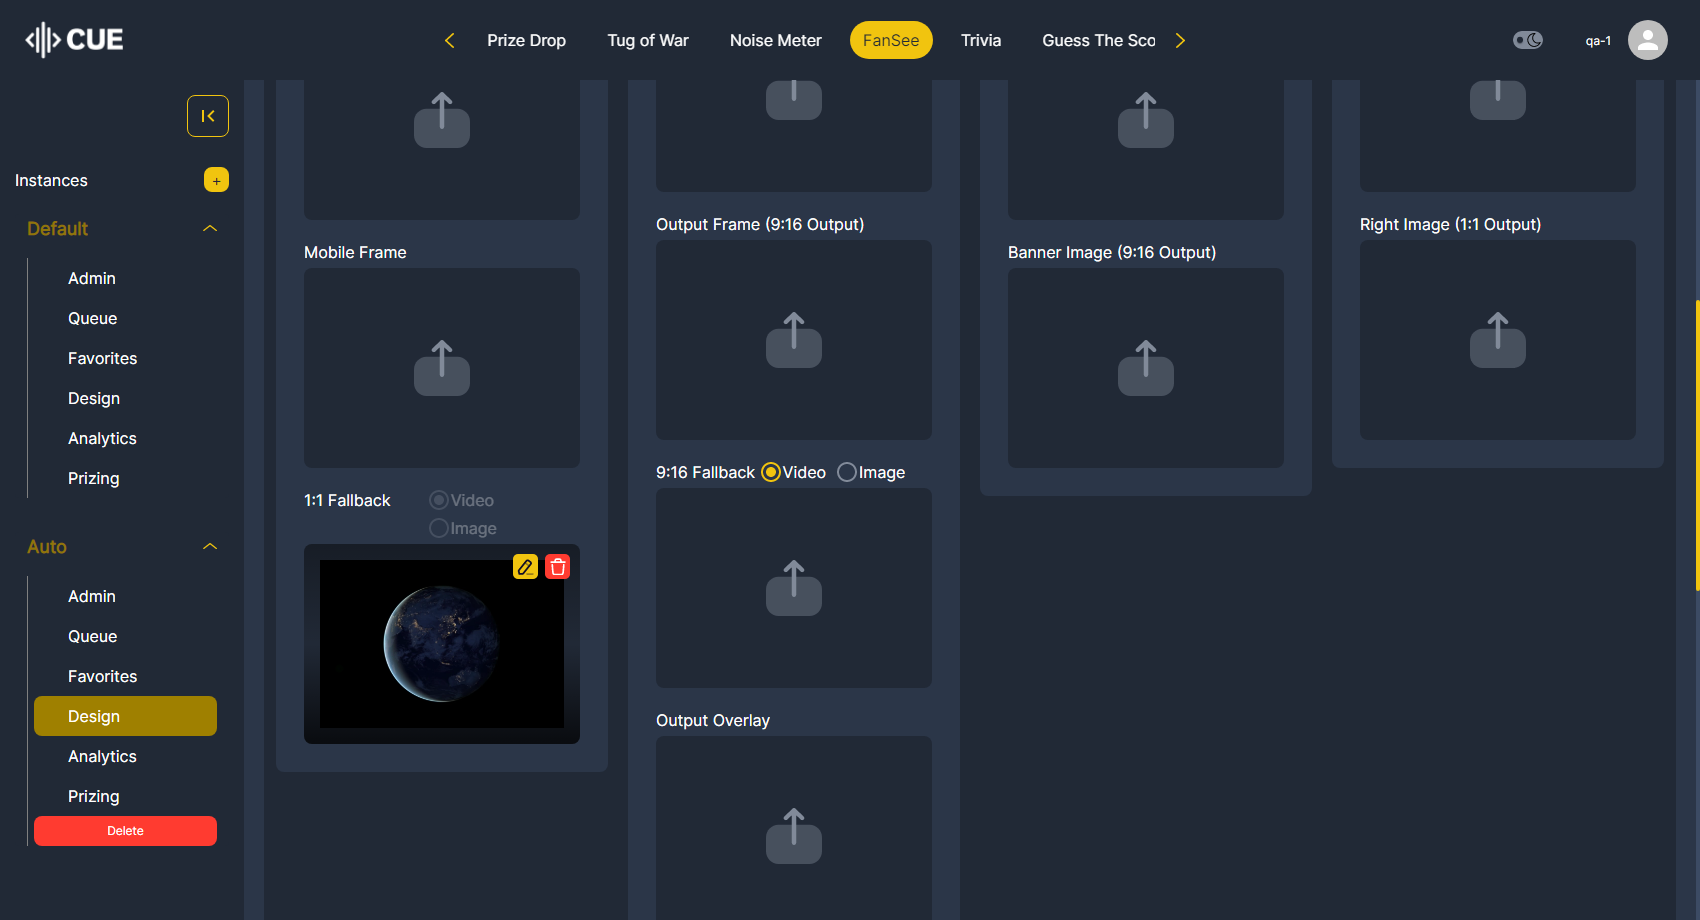 CUE
Prize Drop
Tug of War
Noise Meter
FanSee
Trivia
Guess The Sco
qa-1
Instances
+
Default
Admin
Queue
Favorites
Design
Analytics
Prizing
Auto
Admin
Queue
Favorites
Design
Analytics
Prizing
Delete
Mobile Frame
1:1 Fallback
Video
Image
Output Frame (9:16 Output)
9:16 Fallback Video Image
Output Overlay
Banner Image (9:16 Output)
Right Image (1:1 Output)